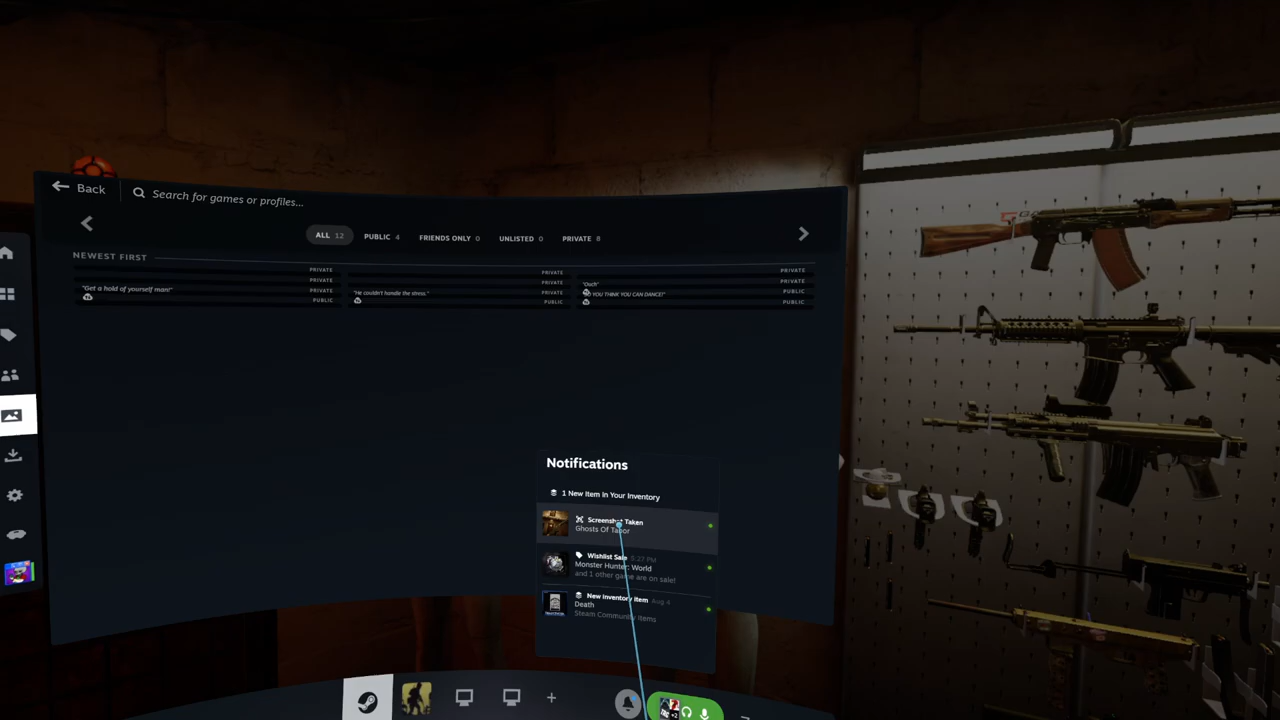 Back
Search for games or profiles...
ALL 12
PUBLIC 4
FRIENDS ONLY 0
UNLISTED 0
PRIVATE 8
NEWEST FIRST
PRIVATE
PRIVATE
PRIVATE
PRIVATE
PRIVATE
PRIVATE
"Get a hold of yourself man!"
"He couldn't handle the stress."
PRIVATE
"Ouch"
PUBLIC
YOU THINK YOU CAN DANCE!"
PUBLIC
PUBLIC
PUBLIC
Notifications
1 New Item In Your Inventory
Screenshot Taken
Ghosts Of Tabor
Wishlist Sale 5:27 PM
Monster Hunter: World
and 1 other game are on sale!
New inventory item Aug 4
Death
Steam Community items